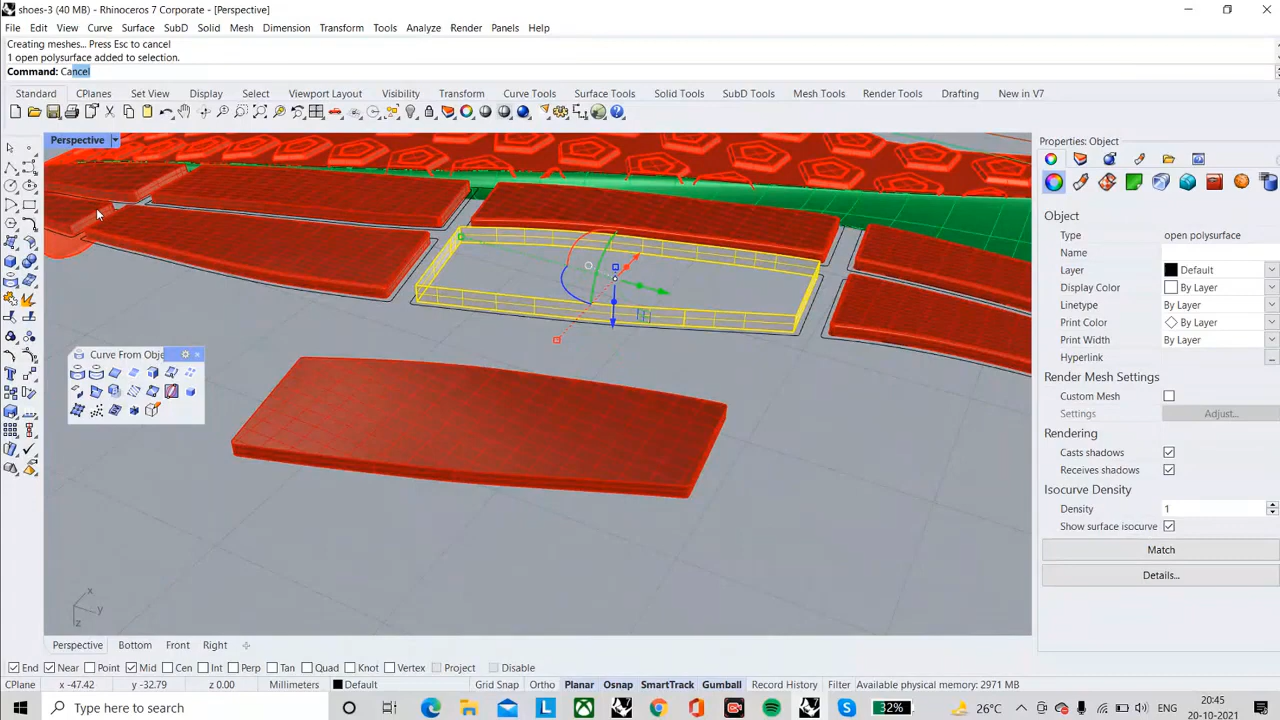 shoes-3 (40 MB) - Rhinoceros 7 Corporate - [Perspective]
File Edit View Curve Surface SubD Solid Mesh Dimension Transform Tools Analyze Render Panels Help
Creating meshes... Press Esc to cancel
1 open polysurface added to selection.
Command: Cancel
Standard CPlanes Set View Display Select Viewport Layout Visibility Transform Curve Tools Surface Tools Solid Tools SubD Tools Mesh Tools Render Tools Drafting New in V7
Perspective
Properties: Object
Object
Type open polysurface
Name
Layer Default
Display Color By Layer
Linetype By Layer
Print Color By Layer
Print Width By Layer
Hyperlink ...
Render Mesh Settings
Custom Mesh
Settings Adjust...
Rendering
Casts shadows
Receives shadows
Isocurve Density
Density 1
Show surface isocurve
Match
Details...
Curve From Obje
x
y
z
Perspective Bottom Front Right
End Near Point Mid Cen Int Perp Tan Quad Knot Vertex Project Disable
CPlane x -47.42 y -32.79 z 0.00 Millimeters Default Grid Snap Ortho Planar Osnap SmartTrack Gumball Record History Filter Available physical memory: 2971 MB
Type here to search
32%
26°C
ENG
20:45
20-10-2021